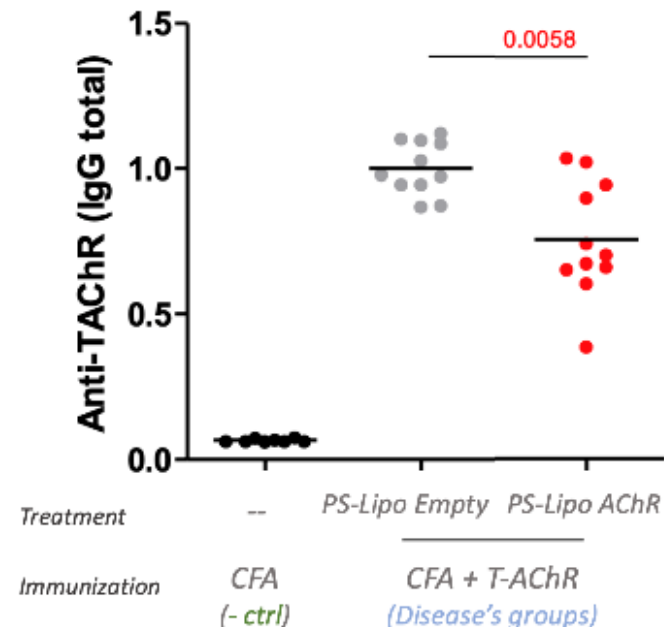 1.5
0.0058
1.0
0.5
0.0
Anti-TAChR (IgG total)
Treatment -- PS-Lipo Empty PS-Lipo AChR
Immunization CFA CFA + T-AChR
(- ctrl) (Disease's groups)